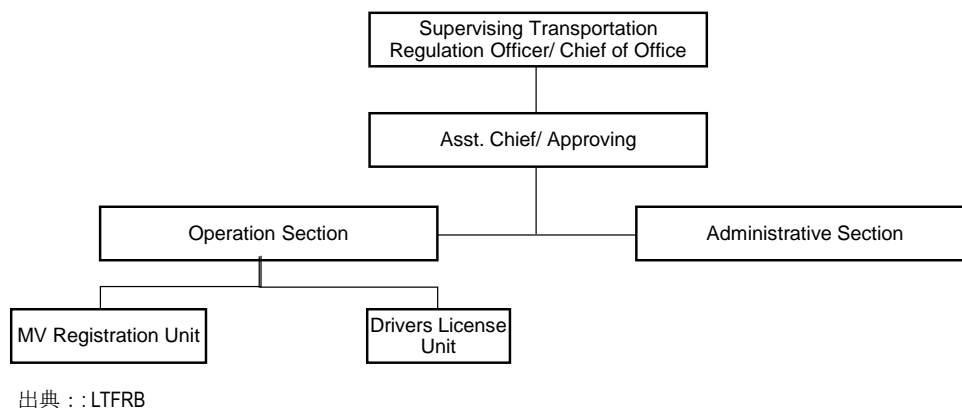 Supervising Transportation
Regulation Officer/ Chief of Office
Asst. Chief/ Approving
Operation Section
Administrative Section
MV Registration Unit
Drivers License
Unit
出典：: LTFRB